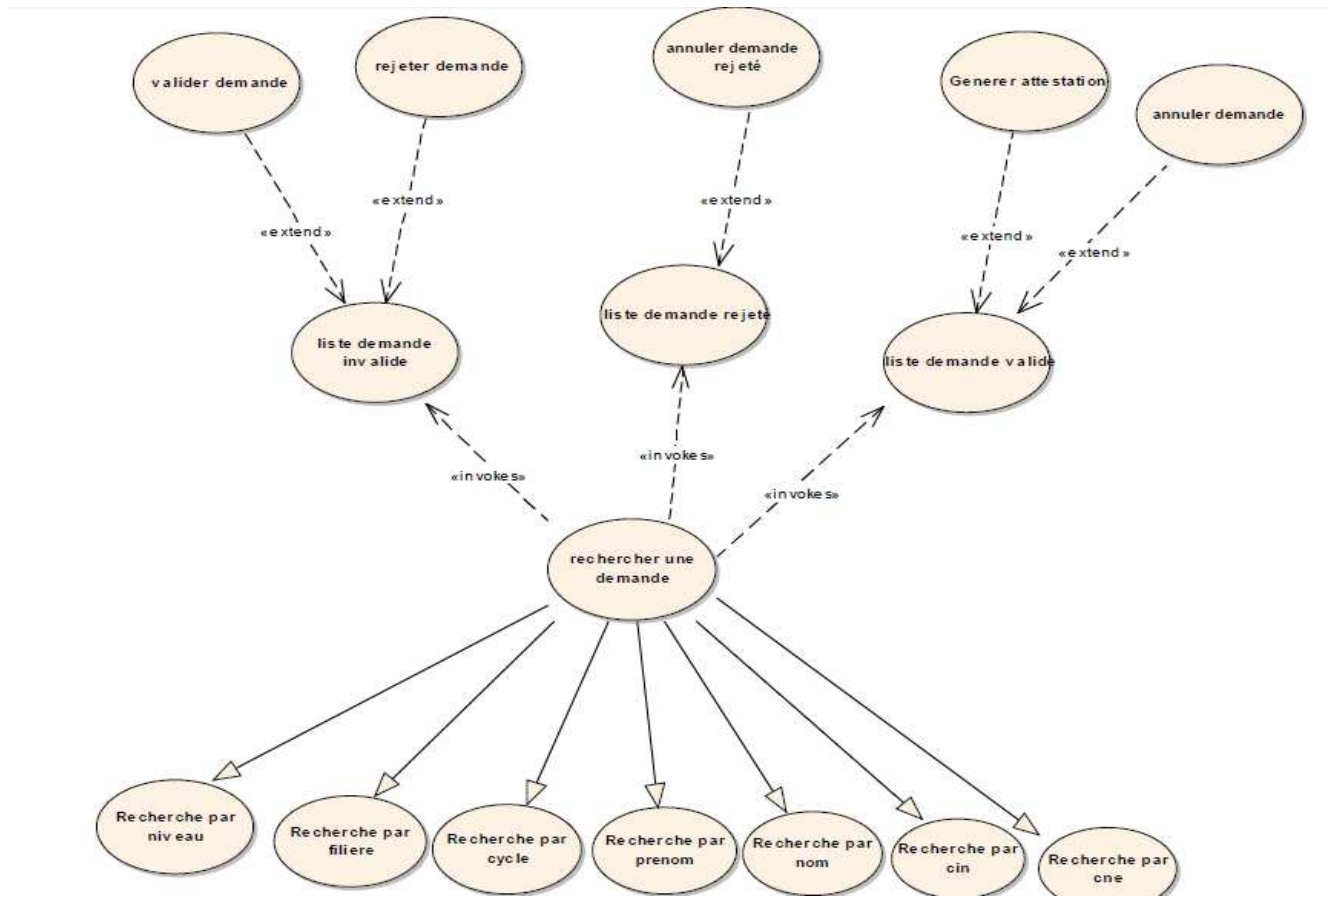 valider demande
rejeter demande
annuler demande
rejeté
Generer attestation
annuler demande
«extend»
«extend»
«extend»
«extend»
«extend»
liste demande
invalide
liste demande rejeté
liste demande valide
«invokes»
«invokes»
«invokes»
rechercher une
demande
Recherche par
niveau
Recherche par
filiere
Recherche par
cycle
Recherche par
prenom
Recherche par
nom
Recherche par
cin
Recherche par
cne